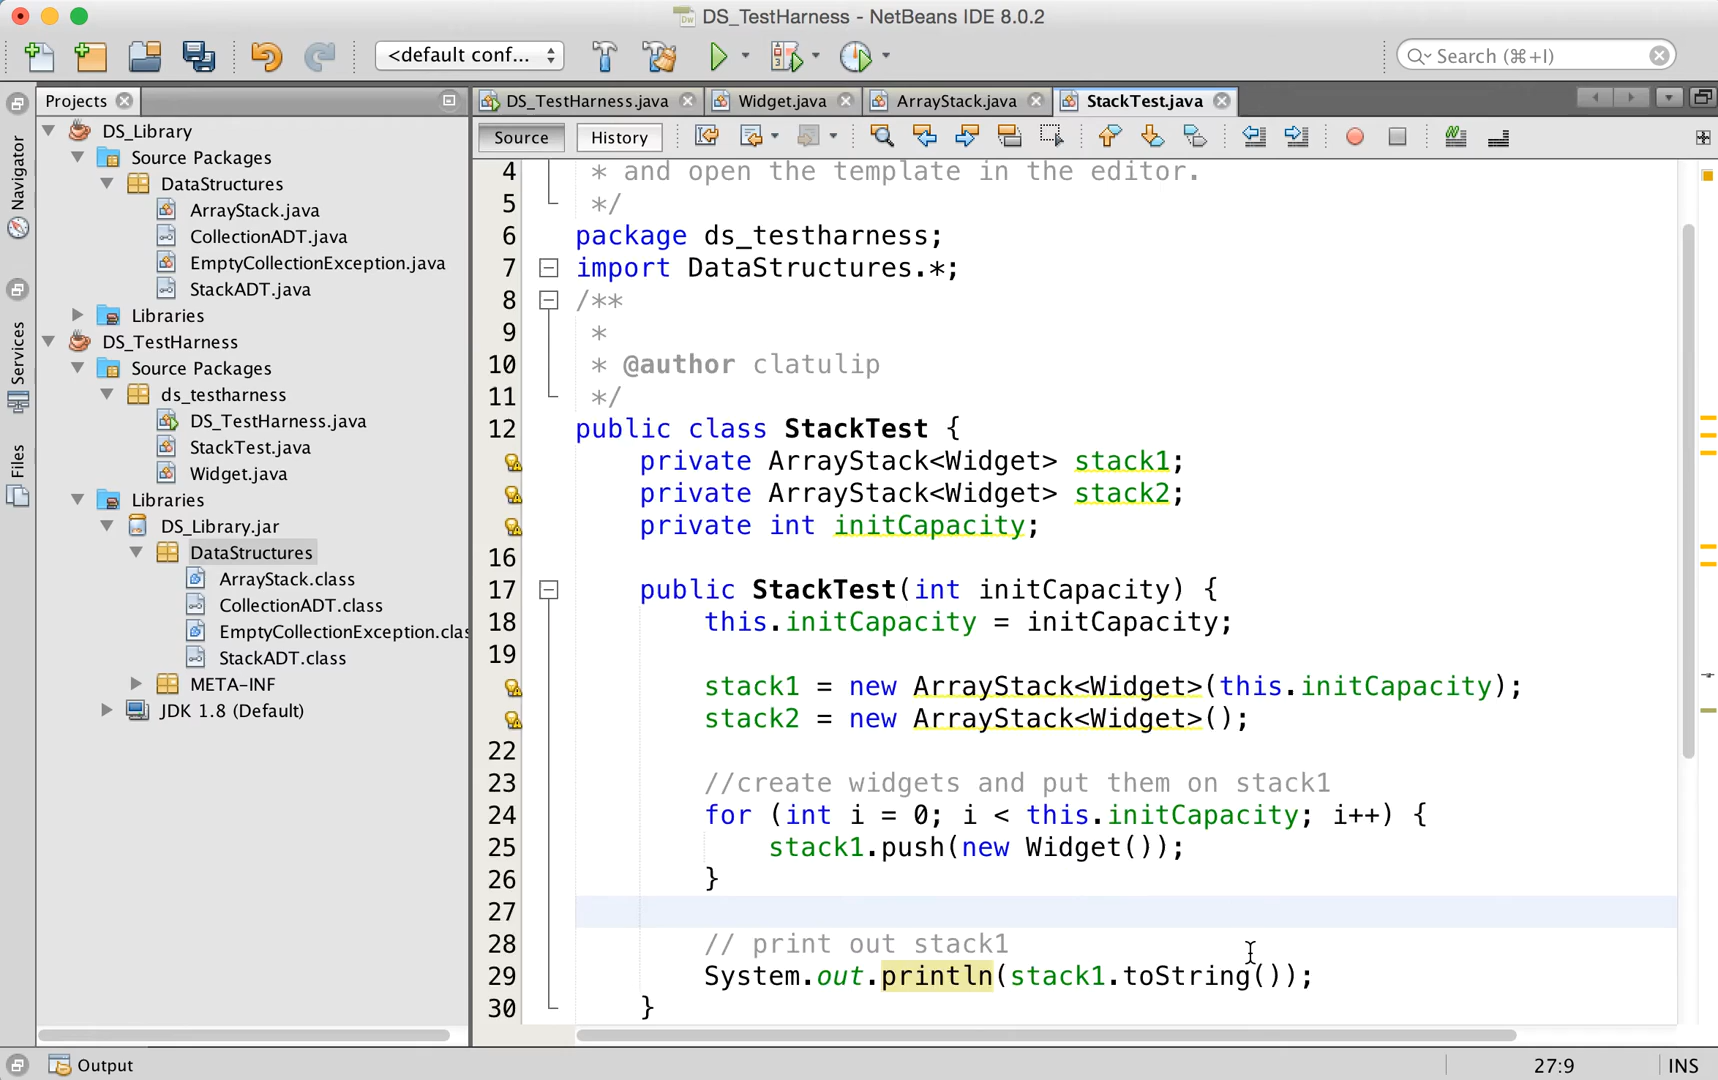 DS_TestHarness - NetBeans IDE 8.0.2
<default conf...
Search (⌘+I)
Projects
DS_TestHarness.java
Widget.java
ArrayStack.java
StackTest.java
Source
History
Navigator
Services
Files
DS_Library
Source Packages
DataStructures
ArrayStack.java
CollectionADT.java
EmptyCollectionException.java
StackADT.java
Libraries
DS_TestHarness
Source Packages
ds_testharness
DS_TestHarness.java
StackTest.java
Widget.java
Libraries
DS_Library.jar
DataStructures
ArrayStack.class
CollectionADT.class
EmptyCollectionException.clas
StackADT.class
META-INF
JDK 1.8 (Default)
4 * and open the template in the editor.
5 */
6 package ds_testharness;
7 import DataStructures.*;
8 /**
9 *
10 * @author clatulip
11 */
12 public class StackTest {
private ArrayStack<Widget> stack1;
private ArrayStack<Widget> stack2;
private int initCapacity;
16
17 public StackTest(int initCapacity) {
18 this.initCapacity = initCapacity;
19
stack1 = new ArrayStack<Widget>(this.initCapacity);
stack2 = new ArrayStack<Widget>();
22
23 //create widgets and put them on stack1
24 for (int i = 0; i < this.initCapacity; i++) {
25 stack1.push(new Widget());
26 }
27
28 // print out stack1
29 System.out.println(stack1.toString());
30 }
Output
27:9
INS